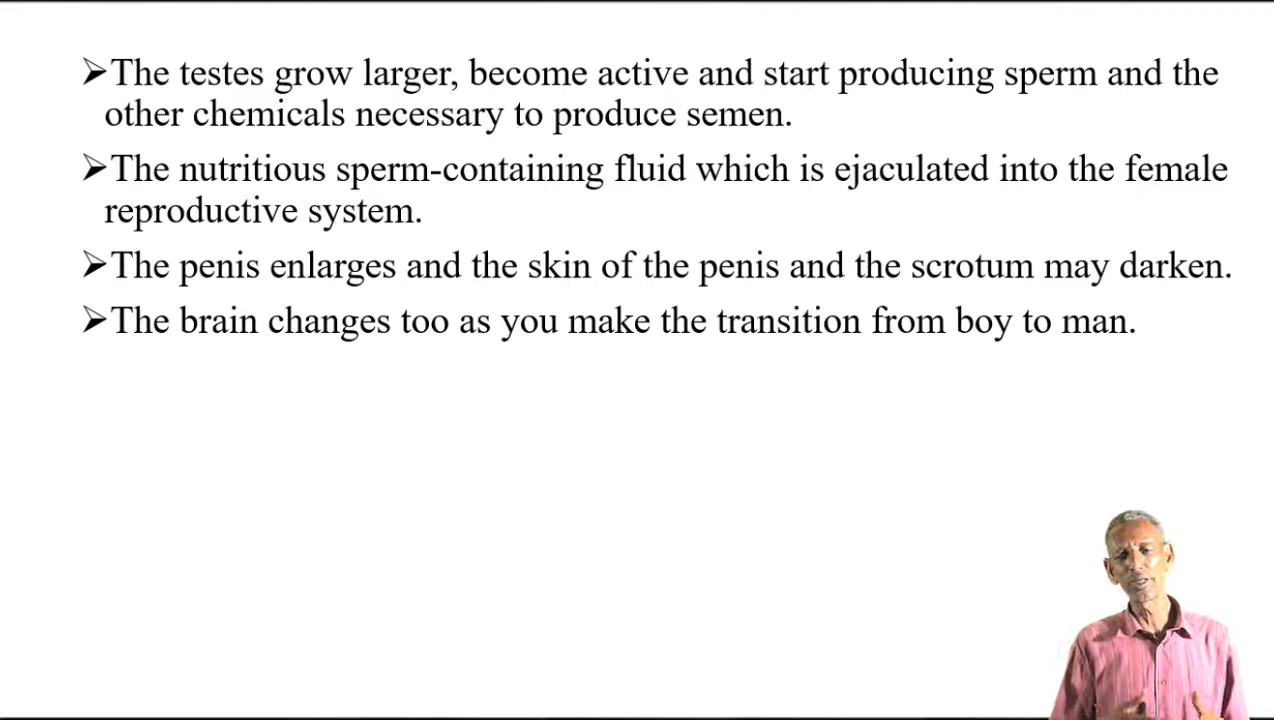 ➢The testes grow larger, become active and start producing sperm and the
other chemicals necessary to produce semen.
➢The nutritious sperm-containing fluid which is ejaculated into the female
reproductive system.
➢The penis enlarges and the skin of the penis and the scrotum may darken.
➢The brain changes too as you make the transition from boy to man.